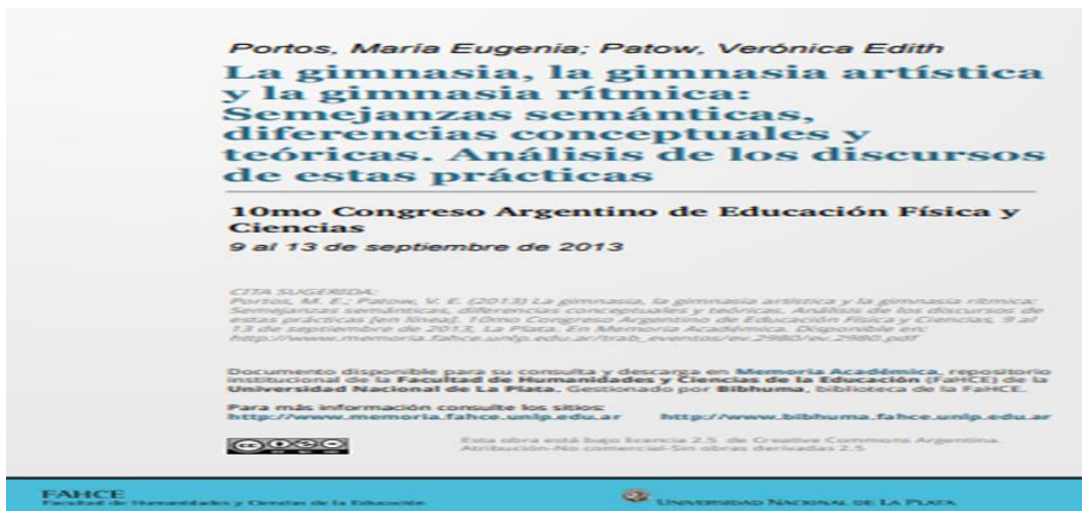 Portos, María Eugenia; Patow, Verónica Edith
La gimnasia, la gimnasia artística
y la gimnasia rítmica:
Semejanzas semánticas,
diferencias conceptuales y
teóricas. Análisis de los discursos
de estas prácticas
10mo Congreso Argentino de Educación Física y
Ciencias
9 al 13 de septiembre de 2013
CITA SUGERIDA:
Portos, M. E.; Patow, V. E. (2013) La gimnasia, la gimnasia artística y la gimnasia rítmica:
Semejanzas semánticas, diferencias conceptuales y teóricas. Análisis de los discursos de
estas prácticas [en línea]. 10mo Congreso Argentino de Educación Física y Ciencias, 9 al
13 de septiembre de 2013, La Plata. En Memoria Académica. Disponible en:
http://www.memoria.fahce.unlp.edu.ar/trab_eventos/ev.2980/ev.2980.pdf
Documento disponible para su consulta y descarga en Memoria Académica, repositorio
institucional de la Facultad de Humanidades y Ciencias de la Educación (FaHCE) de la
Universidad Nacional de La Plata. Gestionado por Bibhuma, biblioteca de la FaHCE.
Para más información consulte los sitios:
http://www.memoria.fahce.unlp.edu.ar http://www.bibhuma.fahce.unlp.edu.ar
Esta obra está bajo licencia 2.5 de Creative Commons Argentina.
Atribución-No comercial-Sin obras derivadas 2.5
FAHCE
Facultad de Humanidades y Ciencias de la Educación
UNIVERSIDAD NACIONAL DE LA PLATA